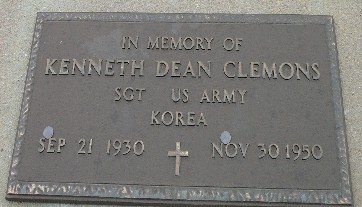 IN MEMORY OF
KENNETH DEAN CLEMONS
SGT US ARMY
KOREA
SEP 21 1930 NOV 30 1950